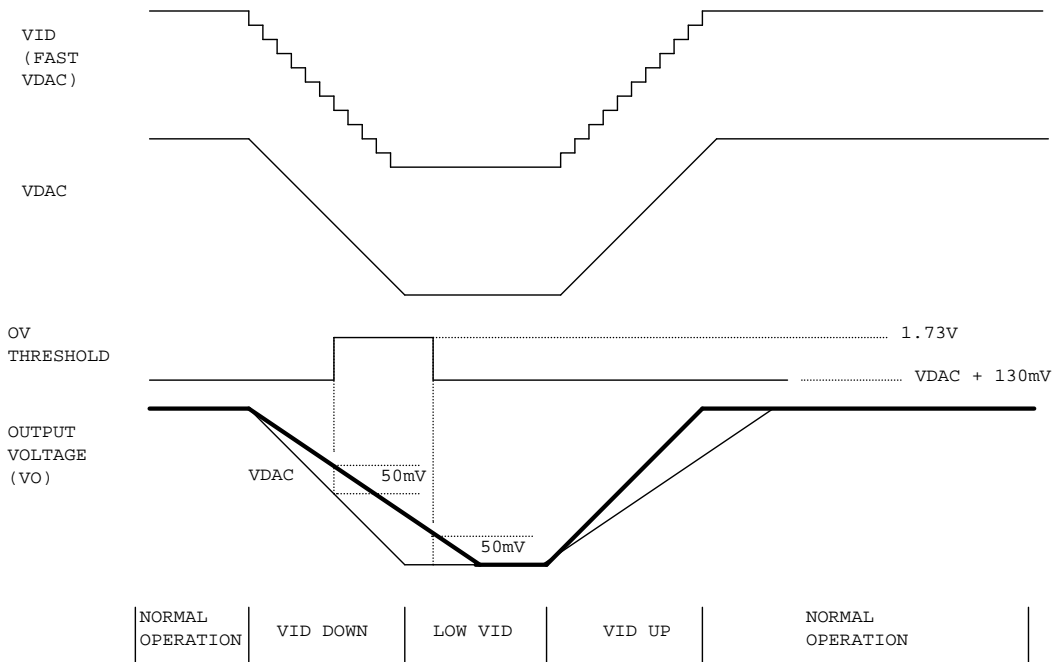 VID
(FAST
VDAC)
VDAC
OV
THRESHOLD
1.73V
VDAC + 130mV
OUTPUT
VOLTAGE
(VO)
VDAC
50mV
50mV
NORMAL
OPERATION
VID DOWN
LOW VID
VID UP
NORMAL
OPERATION